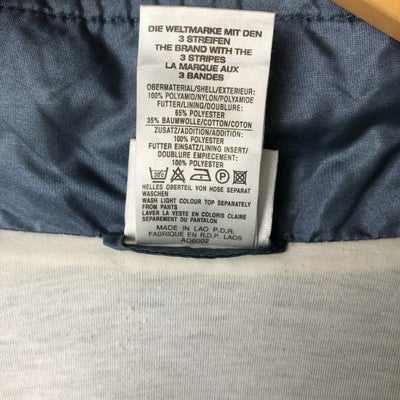 DIE WELTMARKE MIT DEN
3 STREIFEN
THE BRAND WITH THE
3 STRIPES
LA MARQUE AUX
3 BANDES
OBERMATERIAL/SHELL/EXTERIEUR:
100% POLYAMID/NYLON/POLYAMIDE
FUTTER/LINING/DOUBLURE:
65% POLYESTER
35% BAUMWOLLE/COTTON/COTON
ZUSATZ/ADDITION/ADDITION:
100% POLYESTER
FUTTER EINSATZ/LINING INSERT/
DOUBLURE EMPIECEMENT:
100% POLYESTER
30°C P
HELLES OBERTEIL VON HOSE SEPARAT
WASCHEN
WASH LIGHT COLOUR TOP SEPARATELY
FROM PANTS
LAVER LA VESTE EN COLORIS CLAIRE
SEPAREMENT DU PANTALON
MADE IN LAO P.D.R.
FABRIQUE EN R.D.P. LAOS
AD6002